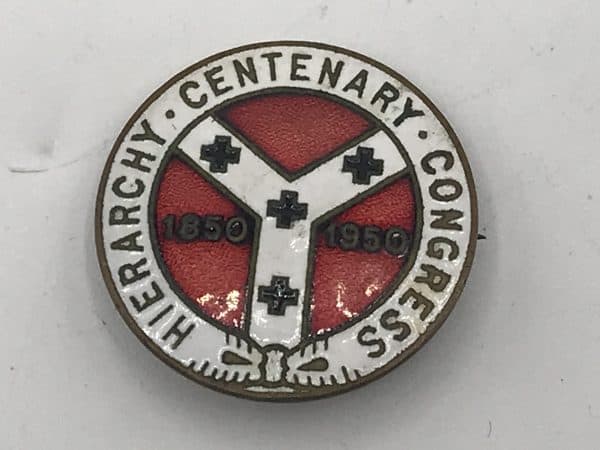 HIERARCHY · CENTENARY · CONGRESS
1850 1950